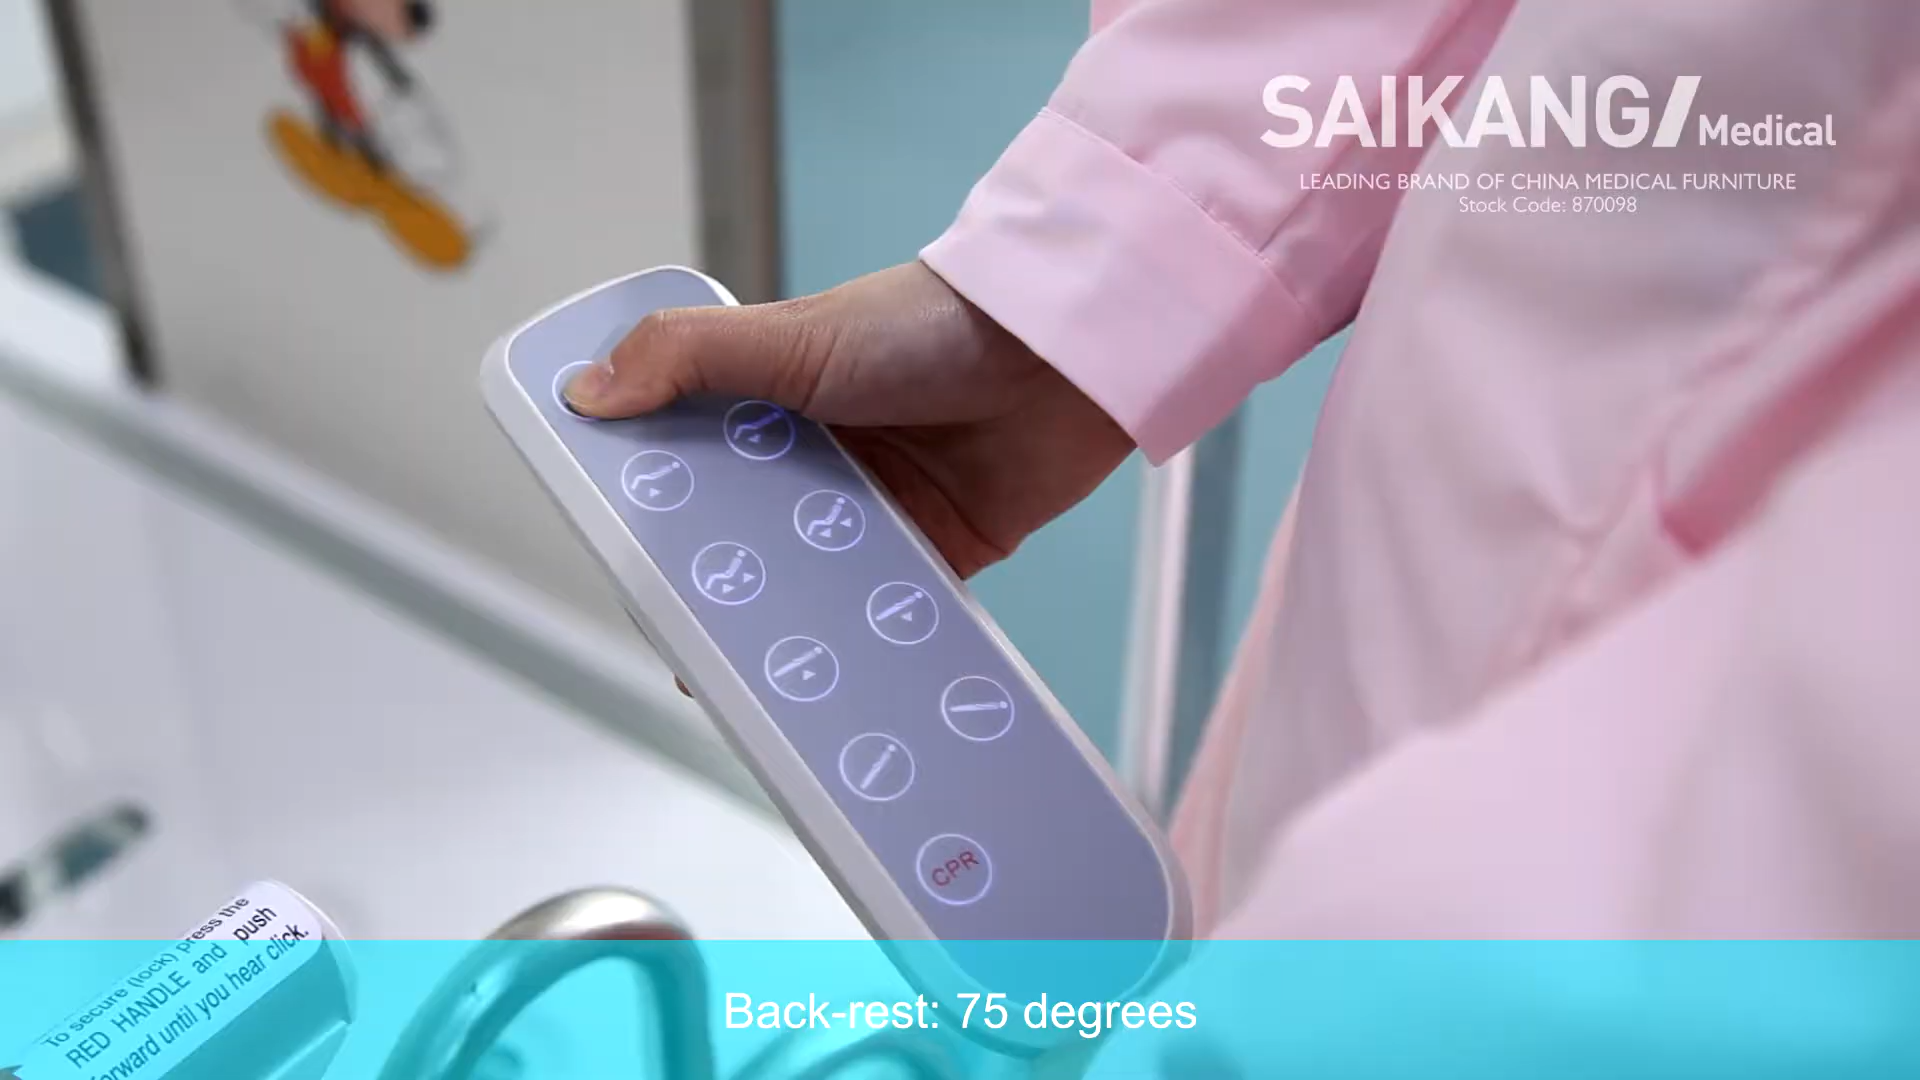 SAIKANG/Medical
LEADING BRAND OF CHINA MEDICAL FURNITURE
Stock Code: 870098
CPR
To secure (lock) press the
RED HANDLE and push
forward until you hear click.
Back-rest: 75 degrees